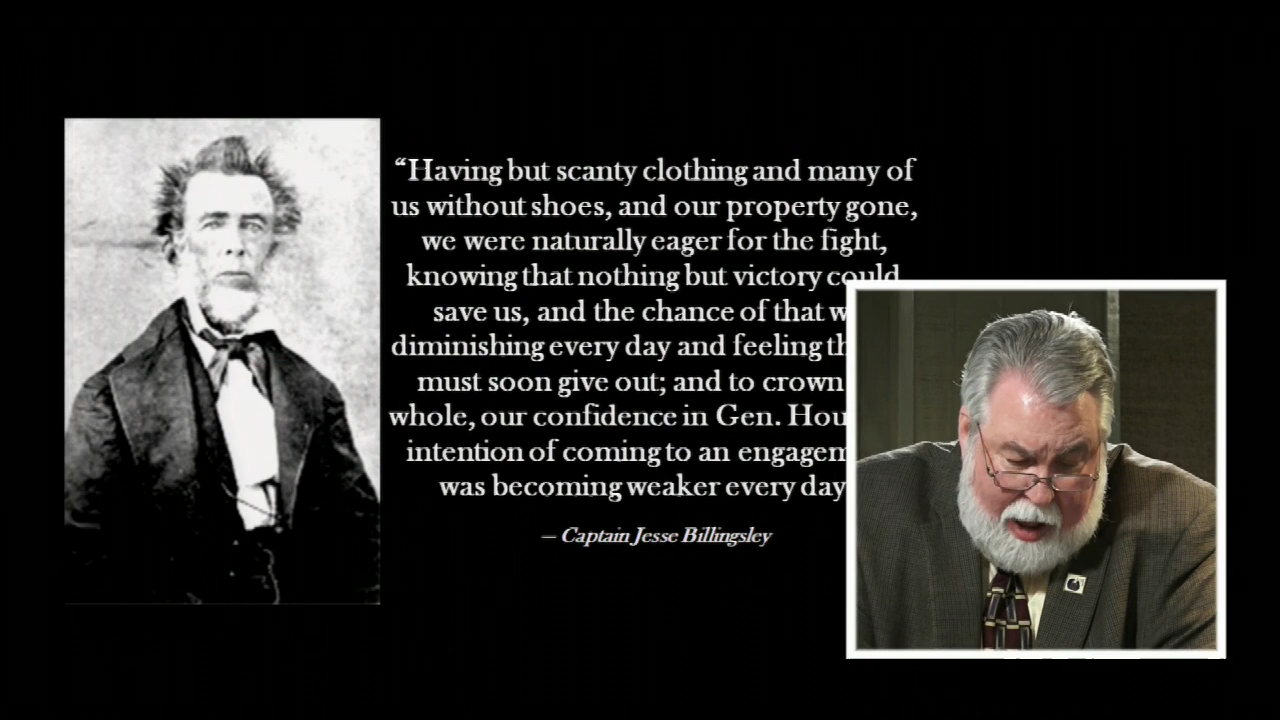 “Having but scanty clothing and many of
us without shoes, and our property gone,
we were naturally eager for the fight,
knowing that nothing but victory could
save us, and the chance of that
diminishing every day and feeling
must soon give out; and to crown
whole, our confidence in Gen.
intention of coming to an
was becoming weaker every day
– Captain Jesse Billingsley